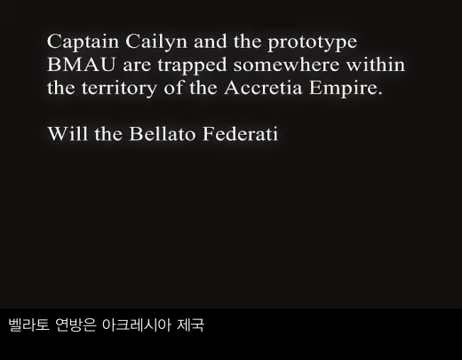 Captain Cailyn and the prototype
BMAU are trapped somewhere within
the territory of the Accretia Empire.
Will the Bellato Federati
벨라토 연방은 아크레시아 제국